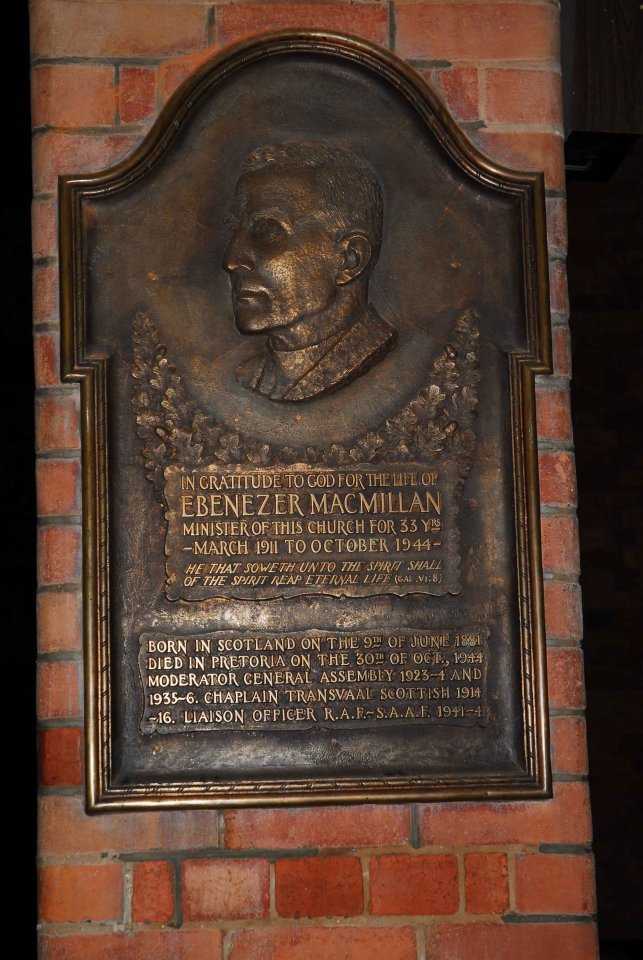 IN GRATITUDE TO GOD FOR THE LIFE OF
EBENEZER MACMILLAN
MINISTER OF THIS CHURCH FOR 33 YRS
-MARCH 1911 TO OCTOBER 1944-
HE THAT SOWETH UNTO THE SPIRIT SHALL
OF THE SPIRIT REAP ETERNAL LIFE (GAL. VI:8)
BORN IN SCOTLAND ON THE 9TH OF JUNE 1881
DIED IN PRETORIA ON THE 30TH OF OCT., 1944
MODERATOR GENERAL ASSEMBLY 1923-4 AND
1935-6. CHAPLAIN TRANSVAAL SCOTTISH 1914
-16. LIAISON OFFICER R.A.F.-S.A.A.F. 1941-4